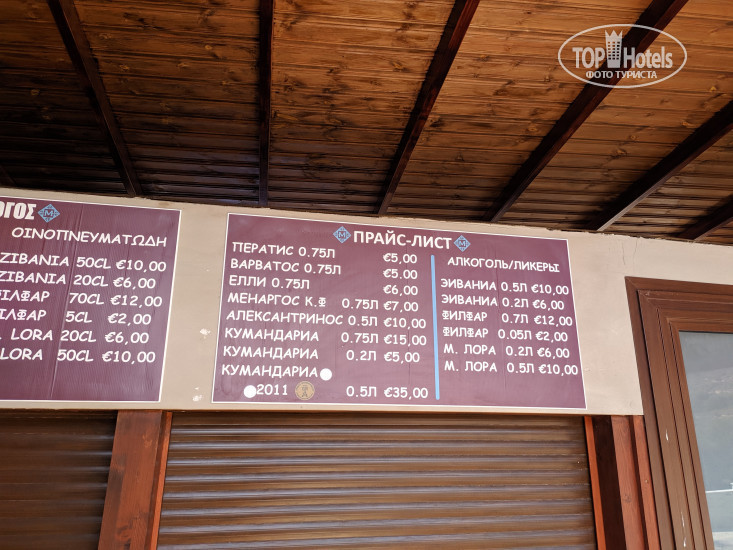 TOP Hotels
ФОТО ТУРИСТА
ΟΓΟΣ
ΟΙΝΟΠΝΕΥΜΑΤΩΔΗ
ZIBANIA 50CL €10,00
ZIBANIA 20CL €6,00
ΙΛΦΑΡ 70CL €12,00
ΙΛΦΑΡ 5CL €2,00
. LORA 20CL €6,00
LORA 50CL €10,00
ПРАЙС-ЛИСТ
ПЕРАТИС 0.75Л €5,00
ВАРВАТОС 0.75Л €5.00
ЕЛЛИ 0.75Л €6,00
МЕНАРГОС К.Ф 0.75Л €7,00
АЛЕКСАНТРИНОС 0.5Л €10,00
КУМАНДАРИА 0.75Л €15,00
КУМАНДАРИА 0.2Л €5,00
КУМАНДАРИА
2011 0.5Л €35,00
АЛКОГОЛЬ/ЛИКЕРЫ
ЗИВАНИА 0.5Л €10,00
ЗИВАНИА 0.2Л €6,00
ФИЛФАР 0.7Л €12,00
ФИЛФАР 0.05Л €2,00
М. ЛОРА 0.2Л €6,00
М. ЛОРА 0.5Л €10,00